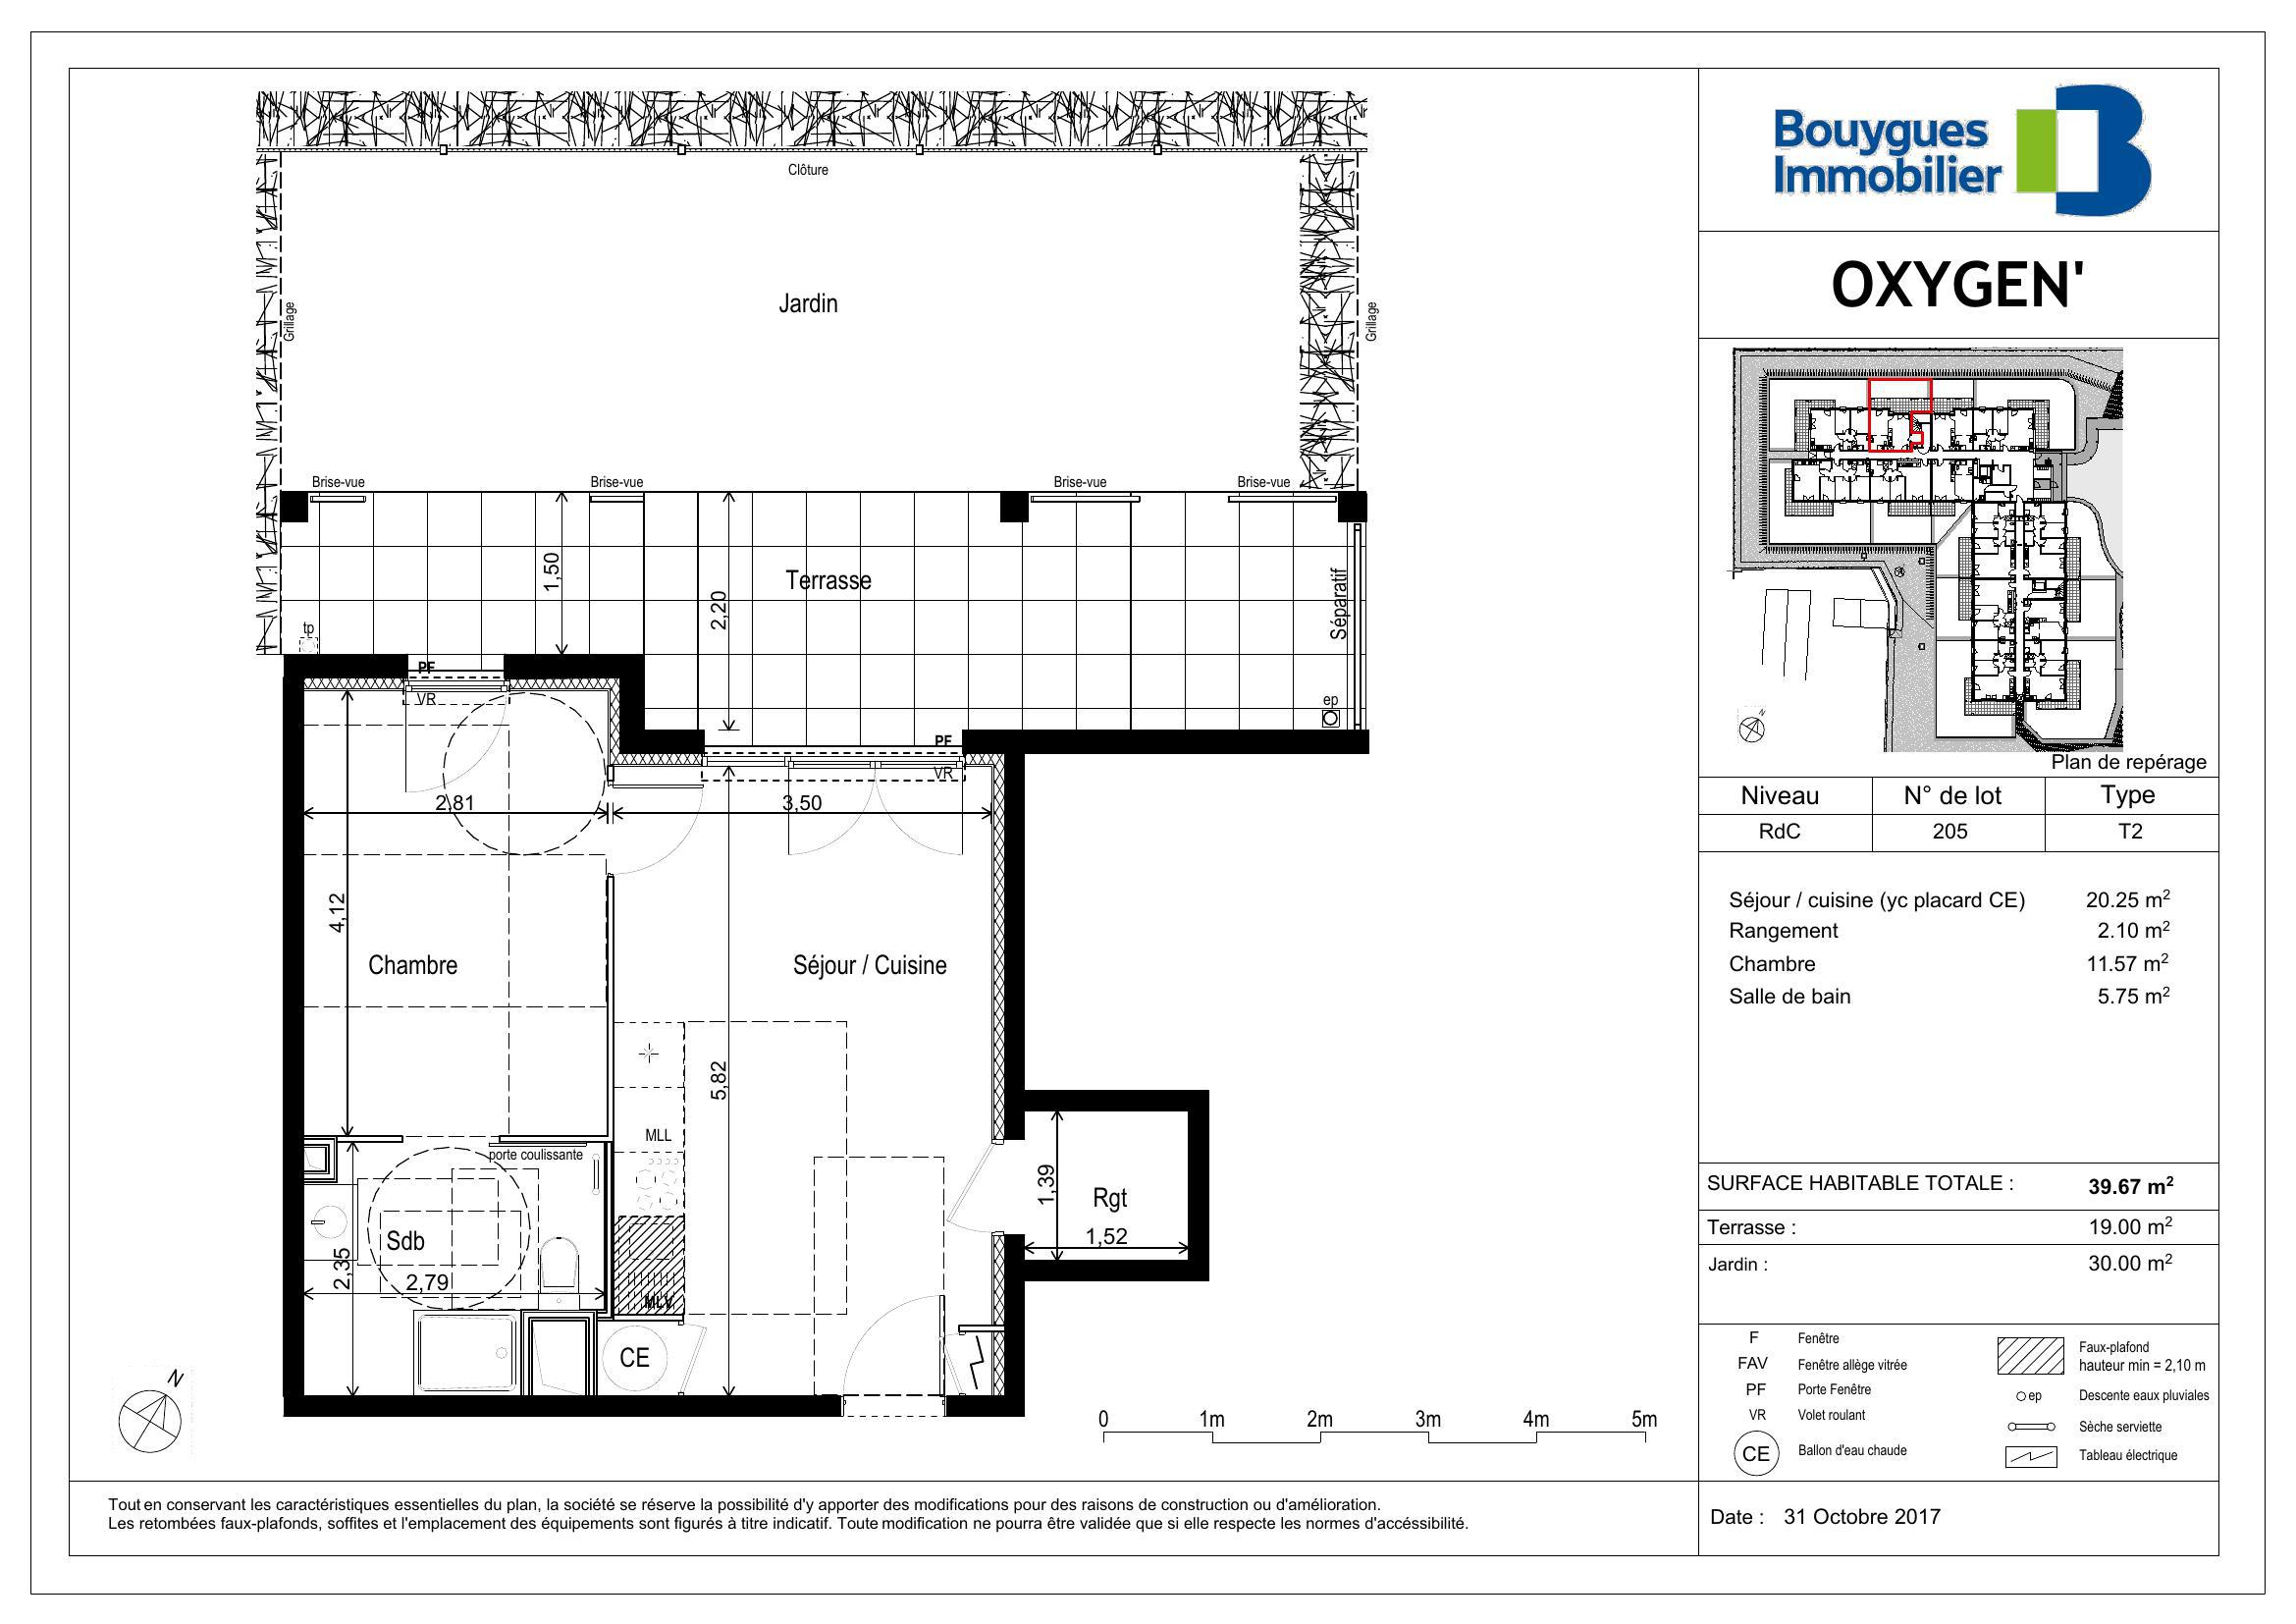 Clôture
Grillage
Jardin
Grillage
Brise-vue
Brise-vue
Brise-vue
Brise-vue
1,50
2,20
Terrasse
Séparatif
tp
ep
PF
VR
PF
VR
2,81
3,50
4,12
Chambre
Séjour / Cuisine
5,82
MLL
porte coulissante
1,39
Rgt
1,52
Sdb
2,35
2,79
MLV
CE
N
0 1m 2m 3m 4m 5m
Tout en conservant les caractéristiques essentielles du plan, la société se réserve la possibilité d'y apporter des modifications pour des raisons de construction ou d'amélioration.
Les retombées faux-plafonds, soffites et l'emplacement des équipements sont figurés à titre indicatif. Toute modification ne pourra être validée que si elle respecte les normes d'accéssibilité.
Bouygues
Immobilier
OXYGEN'
N
Plan de repérage
Niveau N° de lot Type
RdC 205 T2
Séjour / cuisine (yc placard CE) 20.25 m²
Rangement 2.10 m²
Chambre 11.57 m²
Salle de bain 5.75 m²
SURFACE HABITABLE TOTALE : 39.67 m²
Terrasse : 19.00 m²
Jardin : 30.00 m²
F Fenêtre
FAV Fenêtre allège vitrée
PF Porte Fenêtre
VR Volet roulant
CE Ballon d'eau chaude
Faux-plafond
hauteur min = 2,10 m
ep Descente eaux pluviales
Sèche serviette
Tableau électrique
Date : 31 Octobre 2017